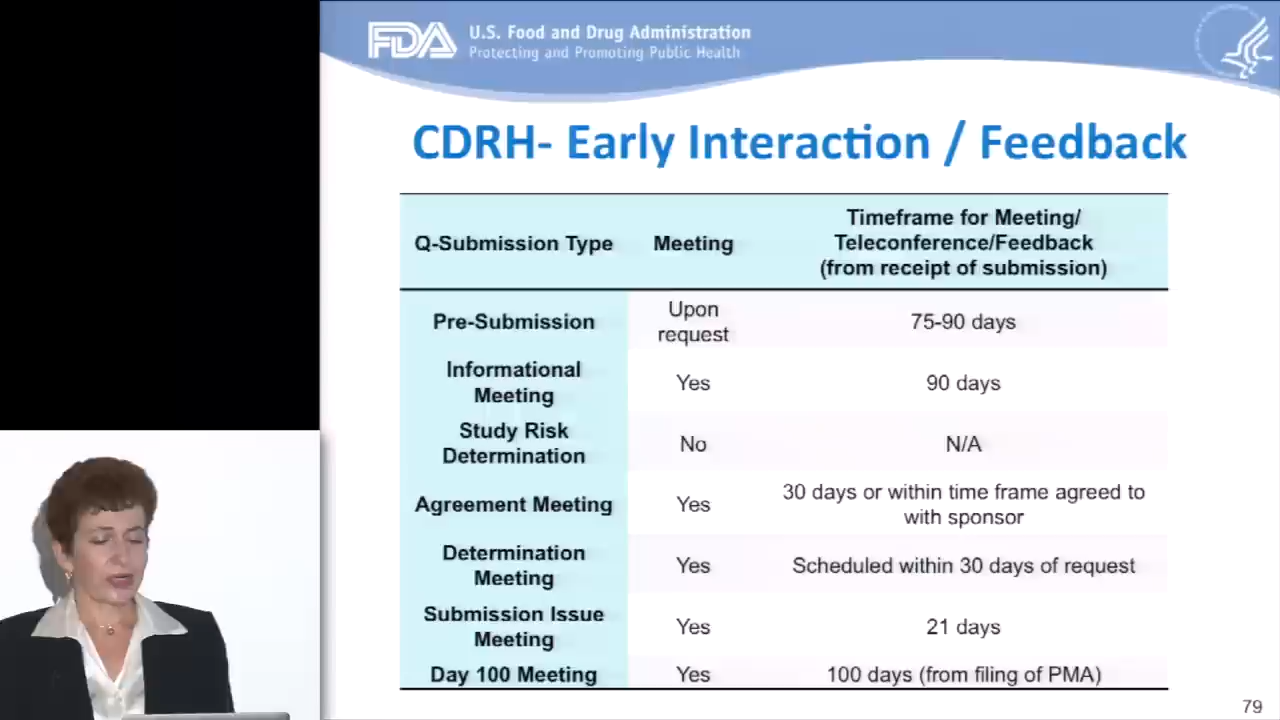 FDA
U.S. Food and Drug Administration
Protecting and Promoting Public Health
CDRH- Early Interaction / Feedback
Q-Submission Type
Meeting
Timeframe for Meeting/
Teleconference/Feedback
(from receipt of submission)
Pre-Submission
Upon
request
75-90 days
Informational
Meeting
Yes
90 days
Study Risk
Determination
No
N/A
Agreement Meeting
Yes
30 days or within time frame agreed to
with sponsor
Determination
Meeting
Yes
Scheduled within 30 days of request
Submission Issue
Meeting
Yes
21 days
Day 100 Meeting
Yes
100 days (from filing of PMA)
79